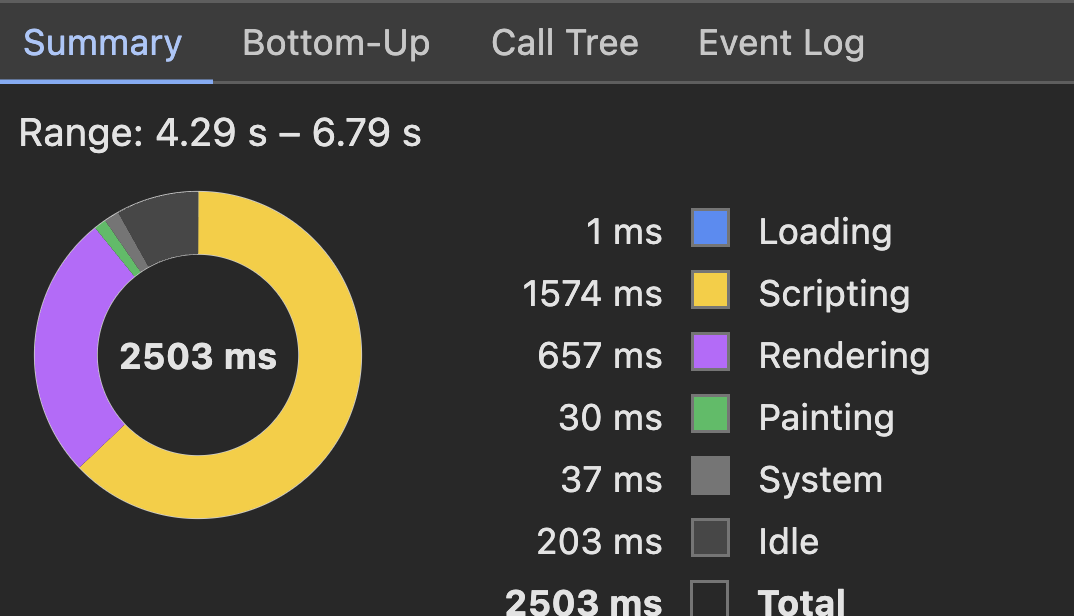 Summary Bottom-Up Call Tree Event Log
Range: 4.29 s – 6.79 s
2503 ms
1 ms Loading
1574 ms Scripting
657 ms Rendering
30 ms Painting
37 ms System
203 ms Idle
2503 ms Total